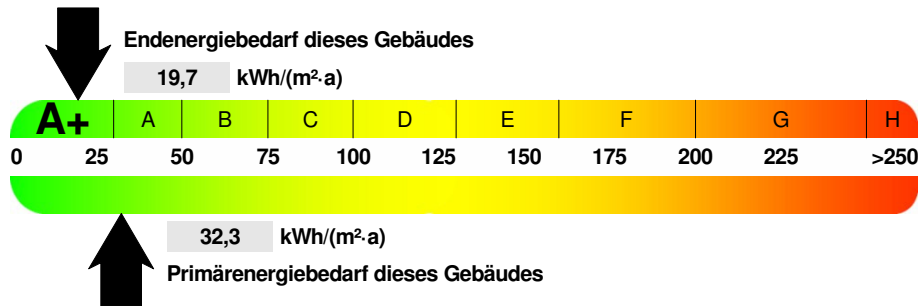 Endenergiebedarf dieses Gebäudes
19,7 kWh/(m²·a)
A+ A B C D E F G H
0 25 50 75 100 125 150 175 200 225 >250
32,3 kWh/(m²·a)
Primärenergiebedarf dieses Gebäudes